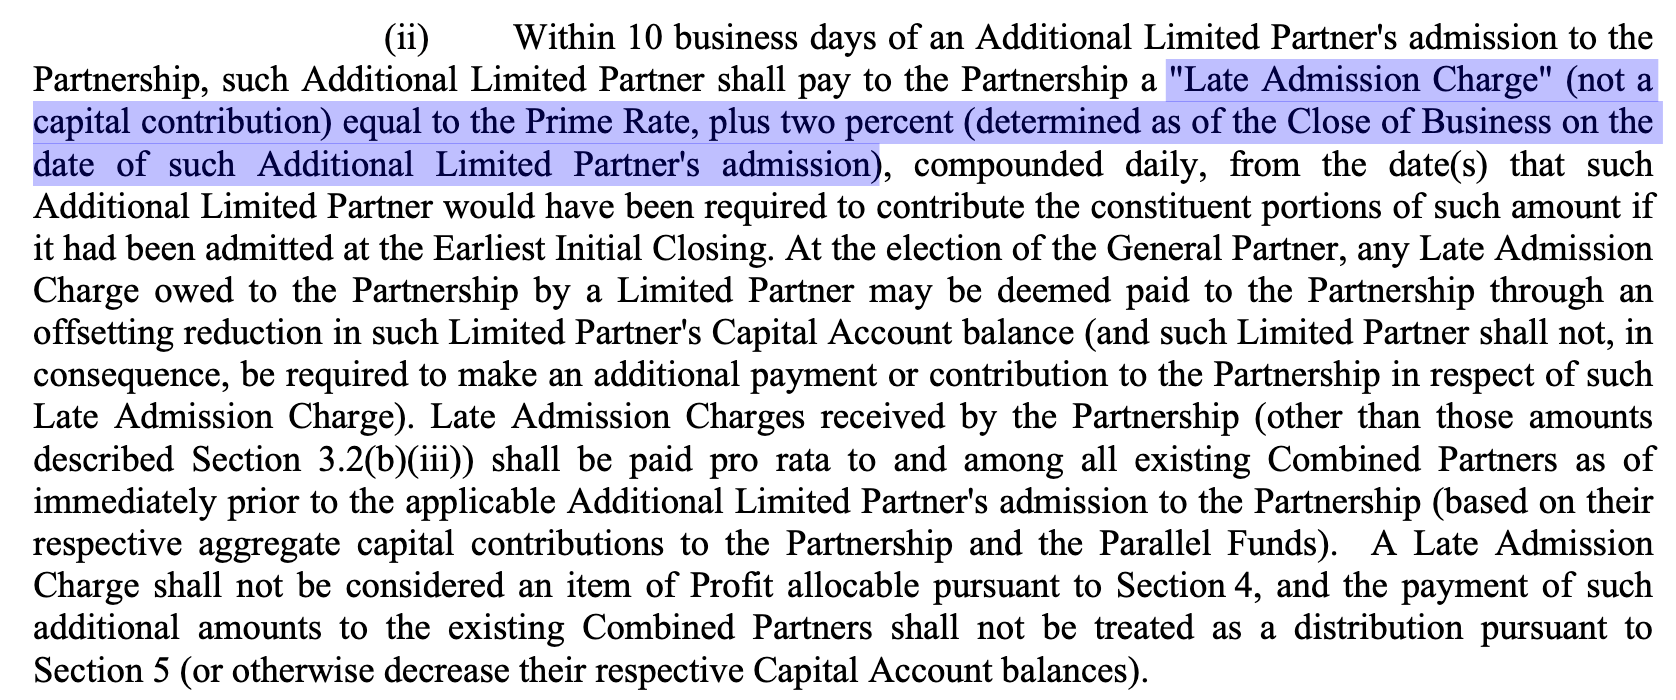 (ii) Within 10 business days of an Additional Limited Partner's admission to the
Partnership, such Additional Limited Partner shall pay to the Partnership a "Late Admission Charge" (not a
capital contribution) equal to the Prime Rate, plus two percent (determined as of the Close of Business on the
date of such Additional Limited Partner's admission), compounded daily, from the date(s) that such
Additional Limited Partner would have been required to contribute the constituent portions of such amount if
it had been admitted at the Earliest Initial Closing. At the election of the General Partner, any Late Admission
Charge owed to the Partnership by a Limited Partner may be deemed paid to the Partnership through an
offsetting reduction in such Limited Partner's Capital Account balance (and such Limited Partner shall not, in
consequence, be required to make an additional payment or contribution to the Partnership in respect of such
Late Admission Charge). Late Admission Charges received by the Partnership (other than those amounts
described Section 3.2(b)(iii)) shall be paid pro rata to and among all existing Combined Partners as of
immediately prior to the applicable Additional Limited Partner's admission to the Partnership (based on their
respective aggregate capital contributions to the Partnership and the Parallel Funds). A Late Admission
Charge shall not be considered an item of Profit allocable pursuant to Section 4, and the payment of such
additional amounts to the existing Combined Partners shall not be treated as a distribution pursuant to
Section 5 (or otherwise decrease their respective Capital Account balances).